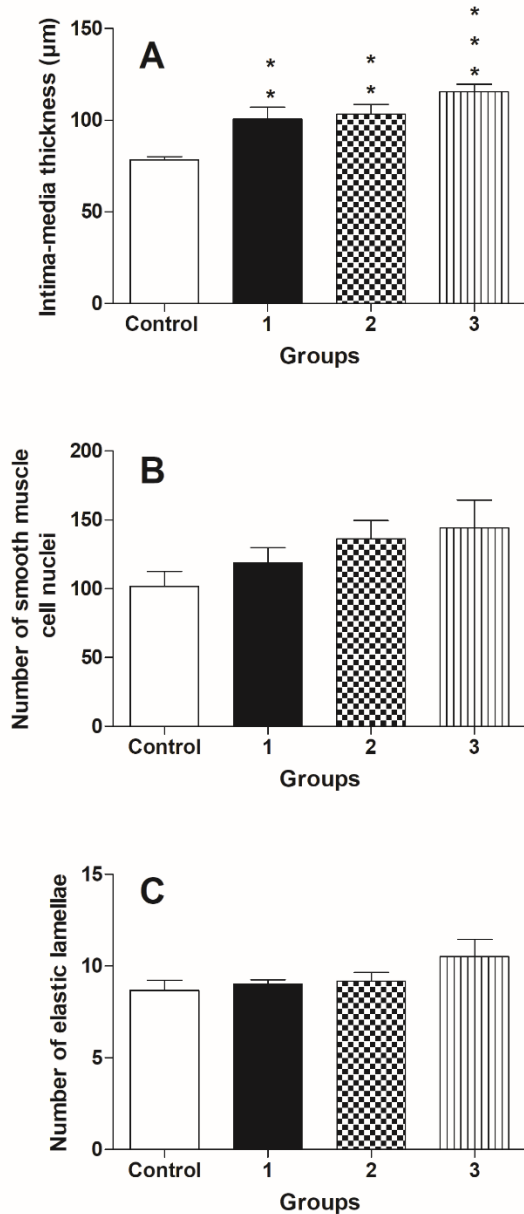 Intima-media thickness (µm)
150
100
50
0
A
* *
* *
* * *
Control 1 2 3
Groups
Number of smooth muscle
cell nuclei
200
150
100
50
0
B
Control 1 2 3
Groups
Number of elastic lamellae
15
10
5
0
C
Control 1 2 3
Groups